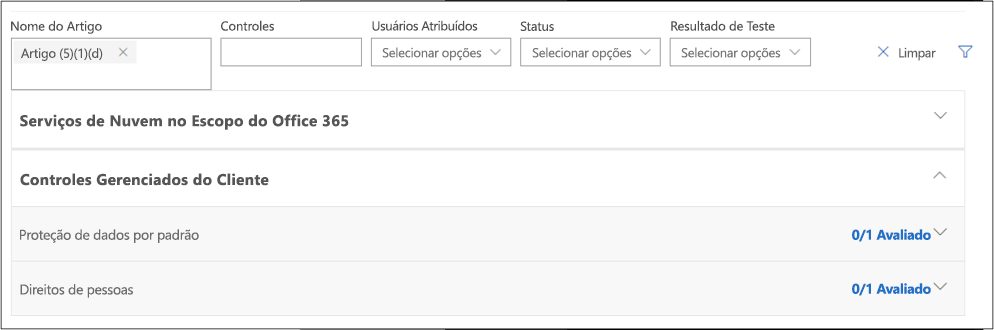 Nome do Artigo Controles Usuários Atribuídos Status Resultado de Teste
Artigo (5)(1)(d) Selecionar opções Selecionar opções Selecionar opções Limpar
Serviços de Nuvem no Escopo do Office 365
Controles Gerenciados do Cliente
Proteção de dados por padrão 0/1 Avaliado
Direitos de pessoas 0/1 Avaliado